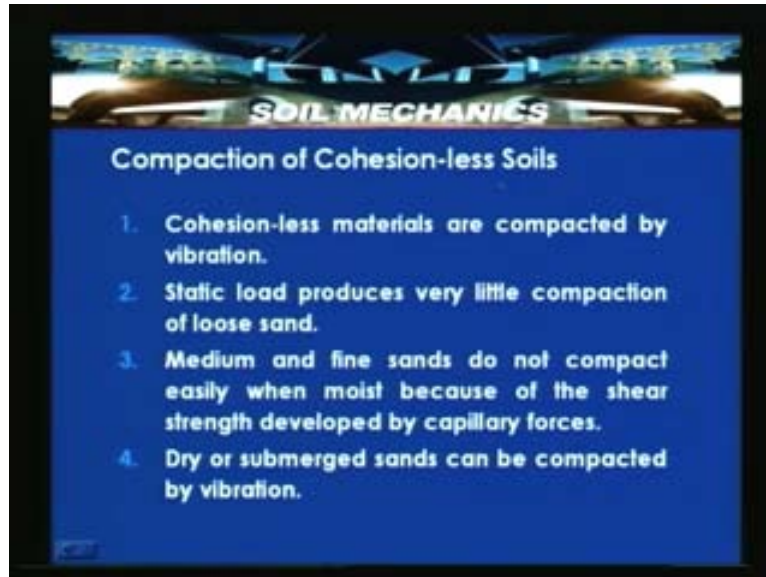 SOIL MECHANICS
Compaction of Cohesion-less Soils
1. Cohesion-less materials are compacted by
vibration.
2. Static load produces very little compaction
of loose sand.
3. Medium and fine sands do not compact
easily when moist because of the shear
strength developed by capillary forces.
4. Dry or submerged sands can be compacted
by vibration.